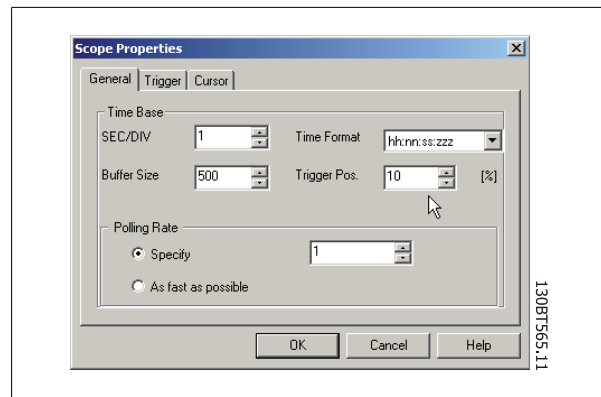 Scope Properties
General Trigger Cursor
Time Base
SEC/DIV 1 Time Format hh:nn:ss:zzz
Buffer Size 500 Trigger Pos. 10 [%]
Polling Rate
Specify 1
As fast as possible
OK Cancel Help
130BT565.11